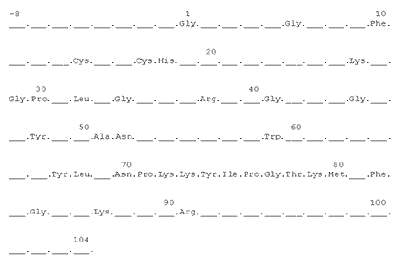 -8 1 10
___.___.___.___.___.___.___.___.Gly.___.___.___.___.Gly.___.___.___.Phe.
20
___.___.___.Cys.___.___.Cys.His.___.___.___.___.___.___.___.___.Lys.___.
30 40
Gly.Pro.___.Leu.___.Gly.___.___.___.Arg.___.___.Gly.___.___.___.Gly.___.
50 60
___.Tyr.___.___.Ala.Asn.___.___.___.___.___.___.Trp.___.___.___.___.___.
70 80
___.___.Tyr.Leu.___.Asn.Pro.Lys.Lys.Tyr.Ile.Pro.Gly.Thr.Lys.Met.___.Phe.
90 100
___.Gly.___.___.Lys.___.___.___.Arg.___.___.___.___.___.___.___.___.___.
104
___.___.___.___.